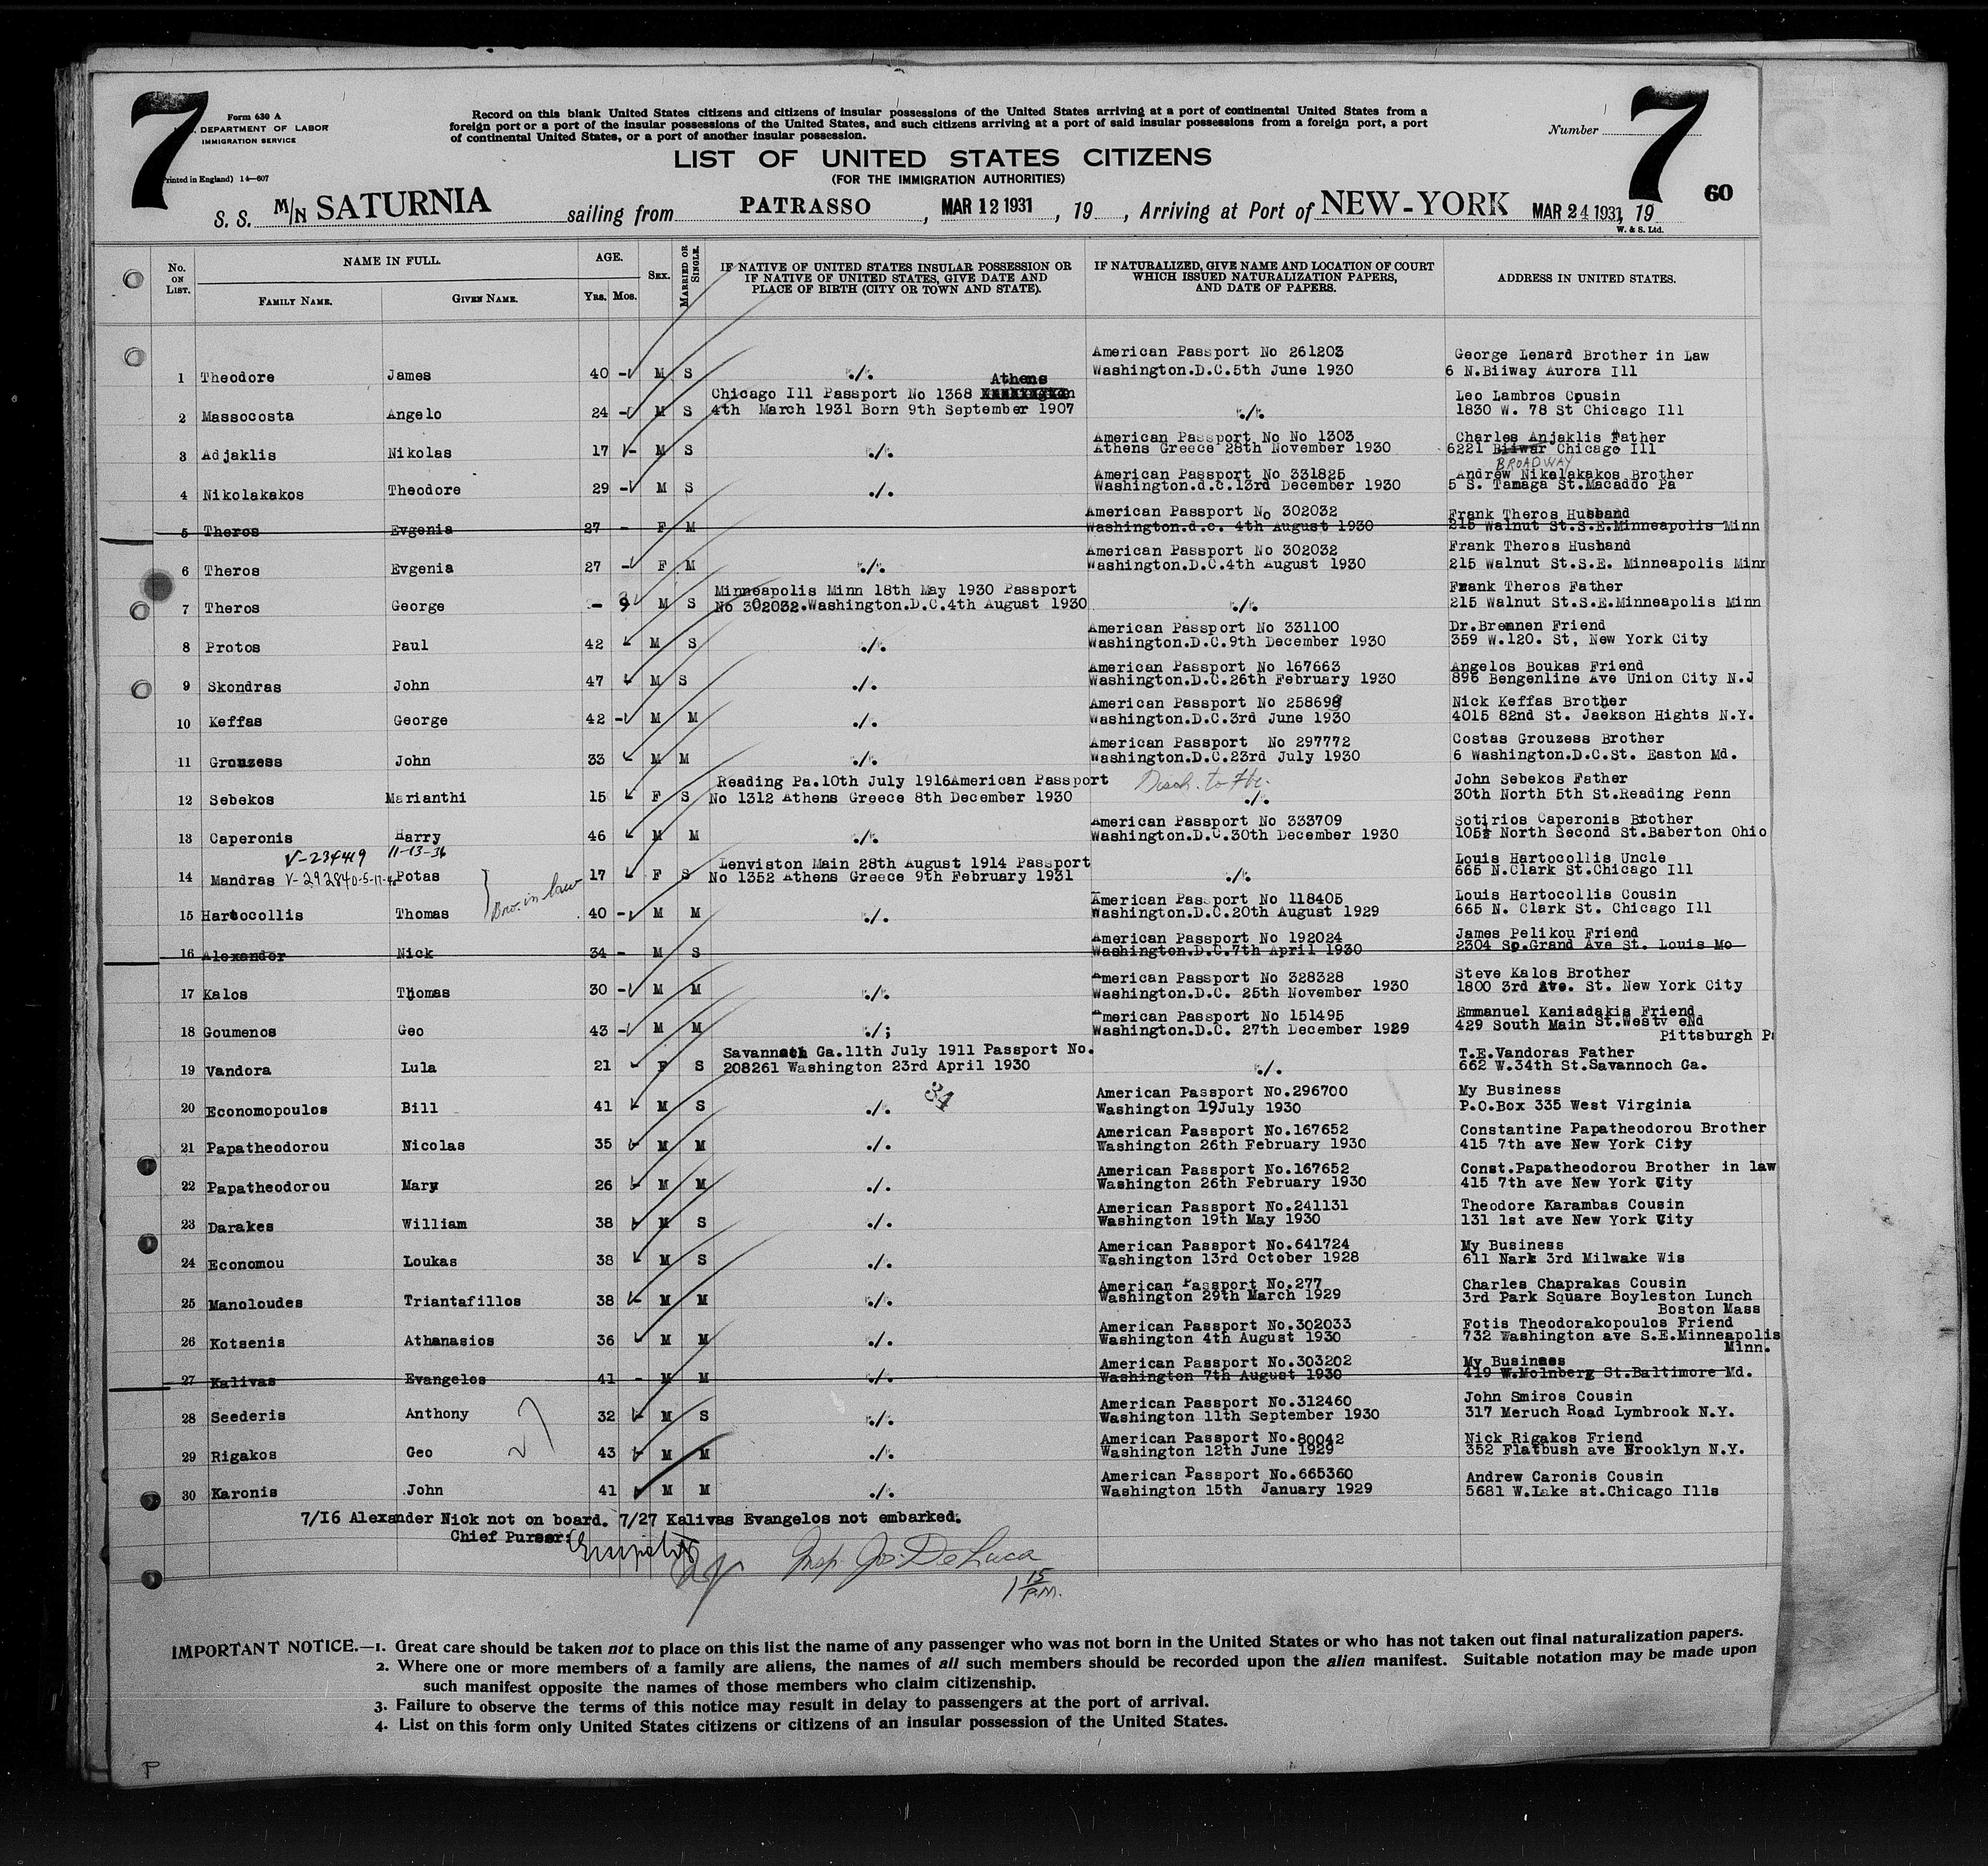 7
Form 630 A
DEPARTMENT OF LABOR
IMMIGRATION SERVICE
(Printed in England) 14—607
Record on this blank United States citizens and citizens of insular possessions of the United States arriving at a port of continental United States from a
foreign port or a port of the insular possessions of the United States, and such citizens arriving at a port of said insular possessions from a foreign port, a port
of continental United States, or a port of another insular possession.
Number
7
60
LIST OF UNITED STATES CITIZENS
(FOR THE IMMIGRATION AUTHORITIES)
S. S. M/N SATURNIA sailing from PATRASSO, MAR 12 1931, 19 , Arriving at Port of NEW-YORK MAR 24 1931, 19
W. & S. Ltd.
No. ON LIST. NAME IN FULL. AGE. SEX. MARRIED OR SINGLE. IF NATIVE OF UNITED STATES INSULAR POSSESSION OR IF NATIVE OF UNITED STATES, GIVE DATE AND PLACE OF BIRTH (CITY OR TOWN AND STATE). IF NATURALIZED, GIVE NAME AND LOCATION OF COURT WHICH ISSUED NATURALIZATION PAPERS, AND DATE OF PAPERS. ADDRESS IN UNITED STATES.
FAMILY NAME. GIVEN NAME. Yrs. Mos.
American Passport No 261203 George Lenard Brother in Law
1 Theodore James 40 - M S ./. Washington.D.C.5th June 1930 6 N.Biiway Aurora Ill
Athens
Chicago Ill Passport No 1368 Leo Lambros Cousin
2 Massocosta Angelo 24 - M S 4th March 1931 Born 9th September 1907 ./. 1830 W. 78 St Chicago Ill
American Passport No No 1303 Charles Anjaklis Father
3 Adjaklis Nikolas 17 - M S ./. Athens Greece 28th November 1930 6221 Biiwar Chicago Ill
BROADWAY
American Passport No 331825 Andrew Nikolakakos Brother
4 Nikolakakos Theodore 29 - M S ./. Washington.d.c.13rd December 1930 5 S. Tamaga St.Macaddo Pa
American Passport No 302032 Frank Theros Husband
5 Theros Evgenia 27 - F M Washington.d.c. 4th August 1930 215 Walnut St.S.E.Minneapolis Minn
American Passport No 302032 Frank Theros Husband
6 Theros Evgenia 27 - F M ./. Washington.D.C.4th August 1930 215 Walnut St.S.E. Minneapolis Minn
Minneapolis Minn 18th May 1930 Passport Frank Theros Father
7 Theros George - 9 M S No 302032.Washington.D.C.4th August 1930 ./. 215 Walnut St.S.E.Minneapolis Minn
American Passport No 331100 Dr.Brennen Friend
8 Protos Paul 42 M S ./. Washington.D.C.9th December 1930 359 W.120. St, New York City
American Passport No 167663 Angelos Boukas Friend
9 Skondras John 47 M S ./. Washington.D.C.26th February 1930 896 Bengenline Ave Union City N.J
American Passport No 258698 Nick Keffas Brother
10 Keffas George 42 - M M ./. Washington.D.C.3rd June 1930 4015 82nd St. Jaekson Hights N.Y.
American Passport No 297772 Costas Grouzess Brother
11 Grouzess John 33 M M ./. Washington.D.C.23rd July 1930 6 Washington.D.C.St. Easton Md.
Reading Pa.10th July 1916American Passport Disch. to the John Sebekos Father
12 Sebekos Marianthi 15 F S No 1312 Athens Greece 8th December 1930 ./. 30th North 5th St.Reading Penn
American Passport No 333709 Sotirios Caperonis Brother
13 Caperonis Harry 46 M M ./. Washington.D.C.30th December 1930 105½ North Second St.Baberton Ohio
V-234419 11-13-36
Lenviston Main 28th August 1914 Passport Louis Hartocollis Uncle
14 Mandras Potas 17 F S No 1352 Athens Greece 9th February 1931 ./. 665 N.Clark St.Chicago Ill
Bro. in law
American Passport No 118405 Louis Hartocollis Cousin
15 Hartocollis Thomas 40 - M M ./. Washington.D.C.20th August 1929 665 N. Clark St. Chicago Ill
American Passport No 192024 James Pelikou Friend
16 Alexander Nick 34 - M S Washington.D.C.7th April 1930 2304 So.Grand Ave St. Louis Mo
American Passport No 328328 Steve Kalos Brother
17 Kalos Thomas 30 - M M ./. Washington.D.C. 25th November 1930 1800 3rd Ave. St. New York City
American Passport No 151495 Emmanuel Kaniadakis Friend
18 Goumenos Geo 43 - M M ./; Washington.D.C. 27th December 1929 429 South Main St.Westv eNd
Pittsburgh Pa
Savannach Ga.11th July 1911 Passport No. T.E.Vandoras Father
19 Vandora Lula 21 - F S 208261 Washington 23rd April 1930 ./. 662 W.34th St.Savannoch Ga.
34
American Passport No.296700 My Business
20 Economopoulos Bill 41 M S ./. Washington 19July 1930 P.O.Box 335 West Virginia
American Passport No.167652 Constantine Papatheodorou Brother
21 Papatheodorou Nicolas 35 - M M ./. Washington 26th February 1930 415 7th ave New York City
American Passport No.167652 Const.Papatheodorou Brother in law
22 Papatheodorou Mary 26 - M M ./. Washington 26th February 1930 415 7th ave New York City
American Passport No.241131 Theodore Karambas Cousin
23 Darakes William 38 M S ./. Washington 19th May 1930 131 1st ave New York City
American Passport No.641724 My Business
24 Economou Loukas 38 M S ./. Washington 13rd October 1928 611 Nark 3rd Milwake Wis
American Passport No.277 Charles Chaprakas Cousin
25 Manoloudes Triantafillos 38 - M M ./. Washington 29th March 1929 3rd Park Square Boyleston Lunch
Boston Mass
American Passport No.302033 Fotis Theodorakopoulos Friend
26 Kotsenis Athanasios 36 M M ./. Washington 4th August 1930 732 Washington ave S.E.Minneapolis
Minn.
American Passport No.303202 My Business
27 Kalivas Evangelos 41 - M M ./. Washington 7th August 1930 419 W.Molnberg St.Baltimore Md.
American Passport No.312460 John Smiros Cousin
28 Seederis Anthony 32 - M S ./. Washington 11th September 1930 317 Meruch Road Lymbrook N.Y.
27
American Passport No.80042 Nick Rigakos Friend
29 Rigakos Geo 43 - M M ./. Washington 12th June 1929 352 Flatbush ave Brooklyn N.Y.
American Passport No.665360 Andrew Caronis Cousin
30 Karonis John 41 M M ./. Washington 15th January 1929 5681 W.Lake st.Chicago Ills
7/16 Alexander Nick not on board. 7/27 Kalivas Evangelos not embarked.
Chief Purser:
Insp. Jos. DeLuca
1 15 P.M.
IMPORTANT NOTICE.—1. Great care should be taken not to place on this list the name of any passenger who was not born in the United States or who has not taken out final naturalization papers.
2. Where one or more members of a family are aliens, the names of all such members should be recorded upon the alien manifest. Suitable notation may be made upon
such manifest opposite the names of those members who claim citizenship.
3. Failure to observe the terms of this notice may result in delay to passengers at the port of arrival.
4. List on this form only United States citizens or citizens of an insular possession of the United States.
P